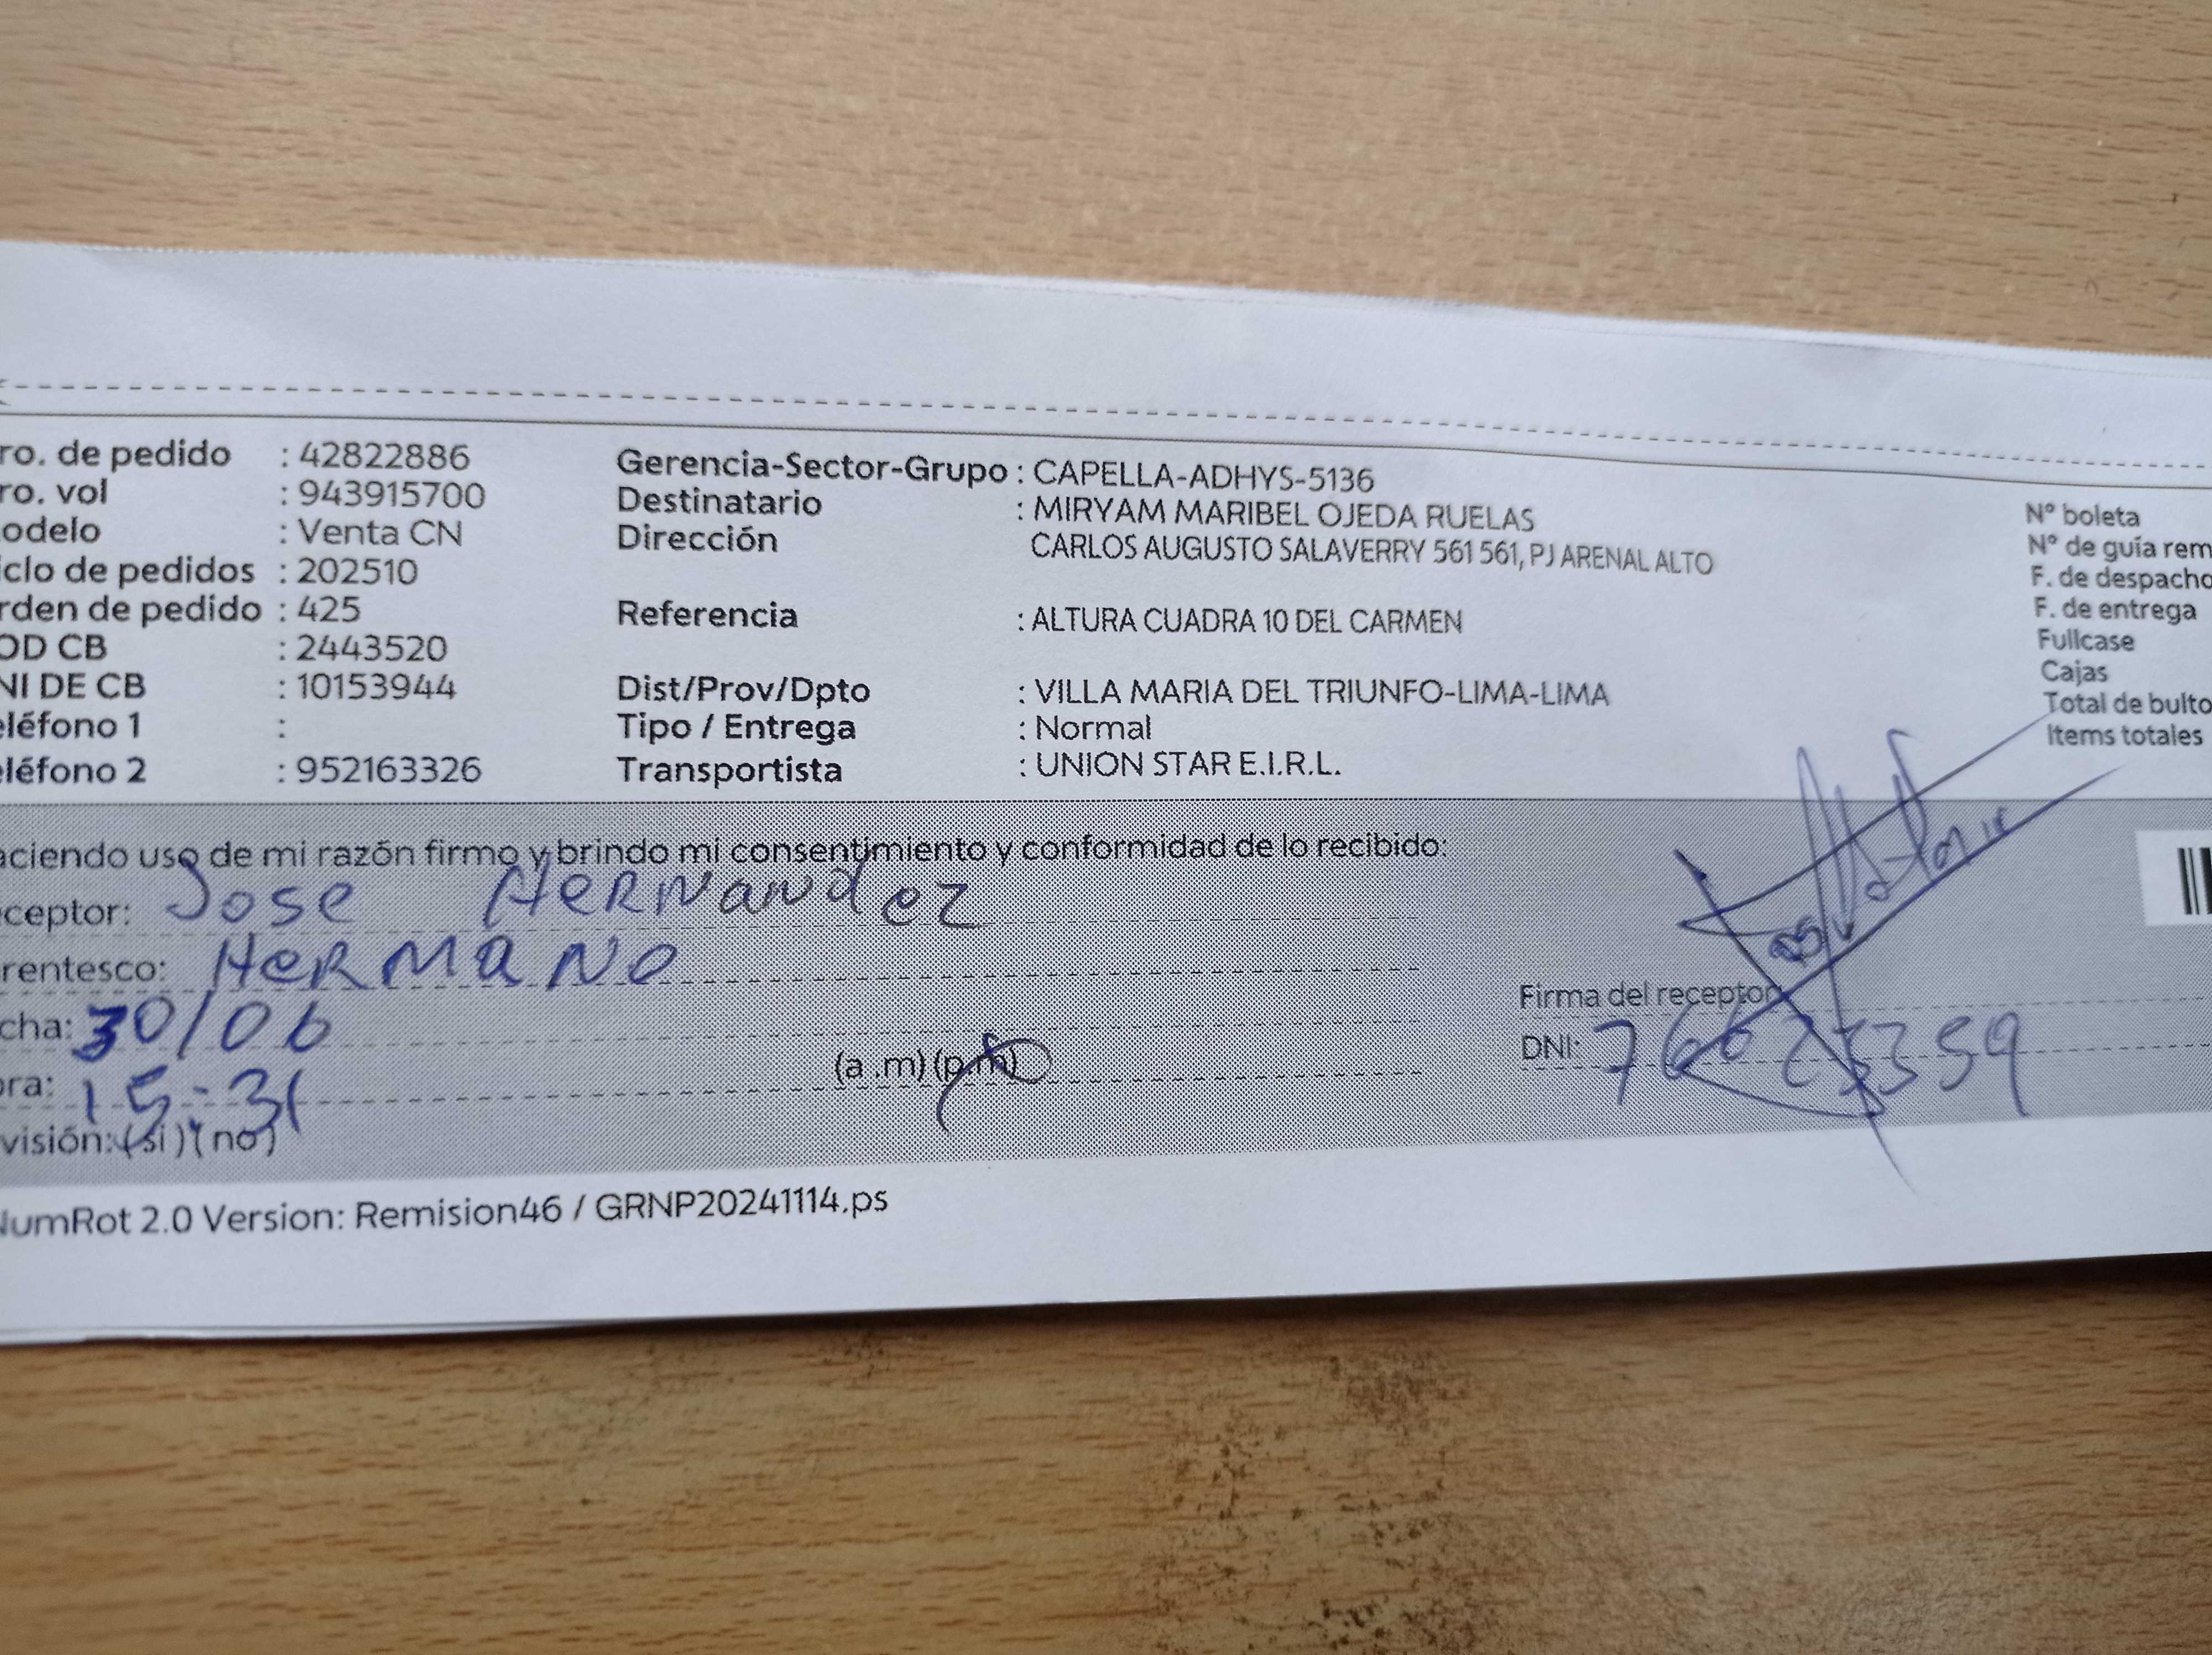 ro. de pedido : 42822886
ro. vol : 943915700
odelo : Venta CN
iclo de pedidos : 202510
rden de pedido : 425
OD CB : 2443520
NI DE CB : 10153944
eléfono 1 :
eléfono 2 : 952163326
Gerencia-Sector-Grupo : CAPELLA-ADHYS-5136
Destinatario : MIRYAM MARIBEL OJEDA RUELAS
Dirección CARLOS AUGUSTO SALAVERRY 561 561, PJ ARENAL ALTO
Referencia : ALTURA CUADRA 10 DEL CARMEN
Dist/Prov/Dpto : VILLA MARIA DEL TRIUNFO-LIMA-LIMA
Tipo / Entrega : Normal
Transportista : UNION STAR E.I.R.L.
N° boleta
N° de guía rem
F. de despacho
F. de entrega
Fullcase
Cajas
Total de bulto
Items totales
aciendo uso de mi razón firmo y brindo mi consentimiento y conformidad de lo recibido:
ceptor: Jose HERNandez
rentesco: HeRMaNO
cha: 30/06
ora: 15:31 (a .m) (p.m)
visión: (si) (no)
Firma del receptor
DNI:
NumRot 2.0 Version: Remision46 / GRNP20241114.ps